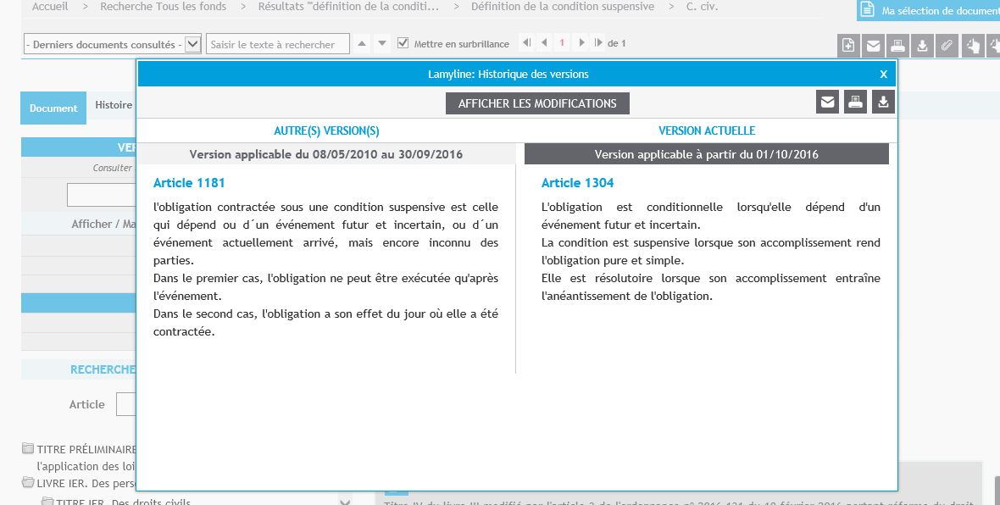 Accueil > Recherche Tous les fonds > Résultats "'définition de la conditi... > Définition de la condition suspensive > C. civ.
Ma sélection de document
- Derniers documents consultés -
Saisir le texte à rechercher
Mettre en surbrillance
1
de 1
Lamyline: Historique des versions
X
AFFICHER LES MODIFICATIONS
Document
Histoire
AUTRE(S) VERSION(S)
VERSION ACTUELLE
Version applicable du 08/05/2010 au 30/09/2016
Version applicable à partir du 01/10/2016
Article 1181
l'obligation contractée sous une condition suspensive est celle
qui dépend ou d´un événement futur et incertain, ou d´un
événement actuellement arrivé, mais encore inconnu des
parties.
Dans le premier cas, l'obligation ne peut être exécutée qu'après
l'événement.
Dans le second cas, l'obligation a son effet du jour où elle a été
contractée.
Article 1304
L'obligation est conditionnelle lorsqu'elle dépend d'un
événement futur et incertain.
La condition est suspensive lorsque son accomplissement rend
l'obligation pure et simple.
Elle est résolutoire lorsque son accomplissement entraîne
l'anéantissement de l'obligation.
VER
Consulter
Afficher / Ma
RECHERCHE
Article
TITRE PRÉLIMINAIRE
l'application des loi
LIVRE IER. Des pers
TITRE IER. Des droits civils
Titre IV du livre III modifié par l'article 2 de l'ordonnance n° 2016-131 du 10 février 2016 portant réforme du droit